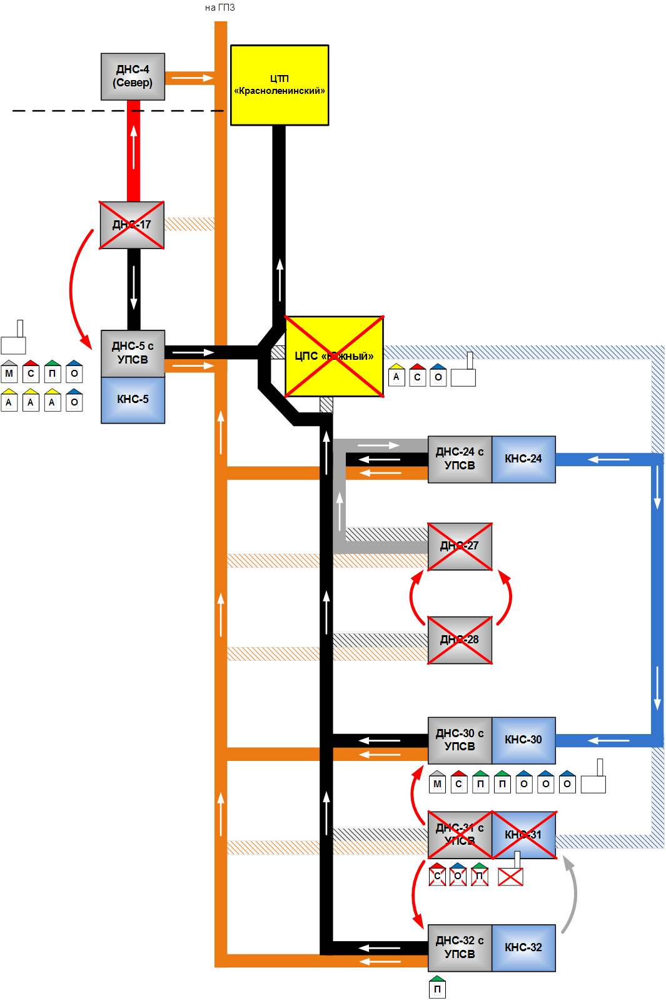 на ГПЗ
ДНС-4
(Север)
ЦТП
«Красноленинский»
ДНС-17
ДНС-5 с
УПСВ
КНС-5
М С П О
А А А О
ЦПС «Южный»
А С О
ДНС-24 с
УПСВ
КНС-24
ДНС-27
ДНС-28
ДНС-30 с
УПСВ
КНС-30
М С П П О О О
ДНС-31 с
УПСВ
КНС-31
С О П
ДНС-32 с
УПСВ
КНС-32
П